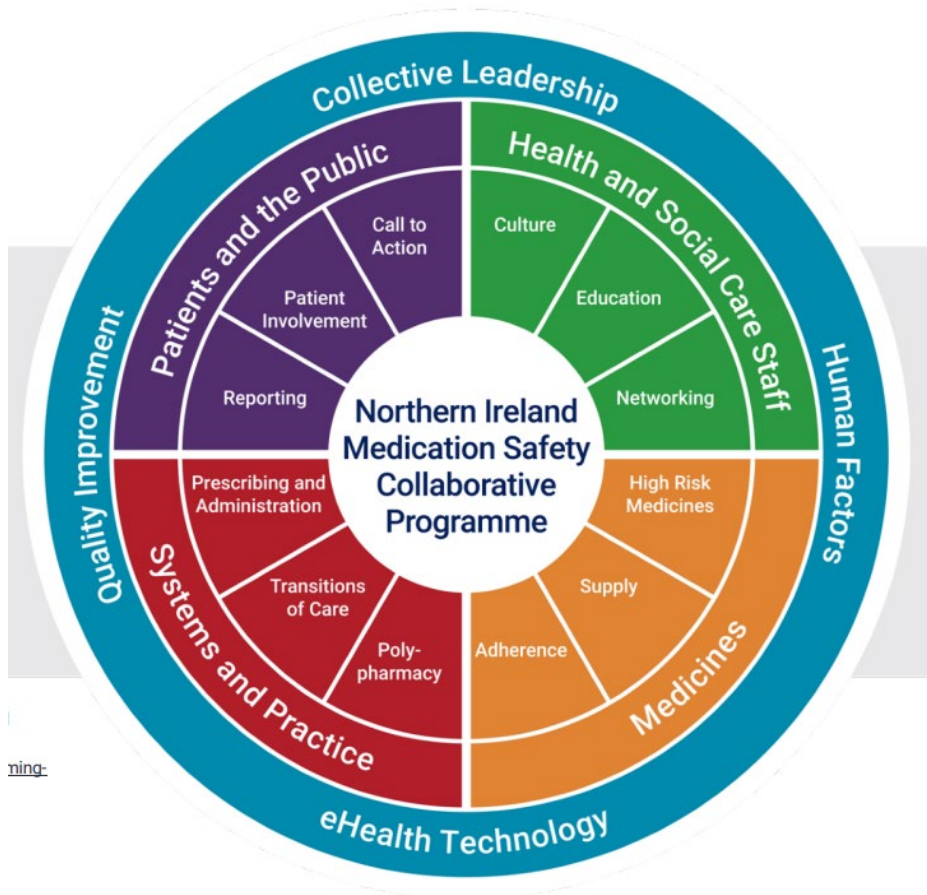 Collective Leadership
Patients and the Public
Health and Social Care Staff
Call to
Action
Culture
Patient
Involvement
Education
Reporting
Networking
Quality Improvement
Human Factors
Northern Ireland
Medication Safety
Collaborative
Programme
Prescribing and
Administration
High Risk
Medicines
Transitions
of Care
Supply
Poly-
pharmacy
Adherence
Systems and Practice
Medicines
eHealth Technology
ming-